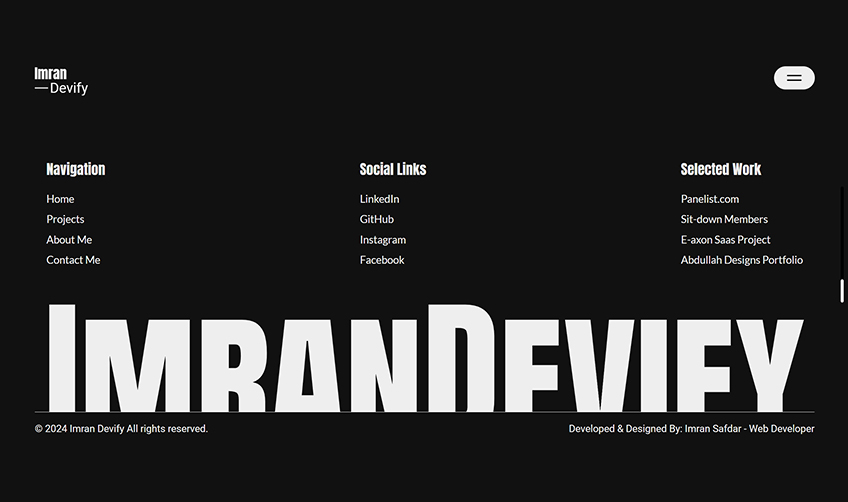 Imran
—Devify
Navigation
Home
Projects
About Me
Contact Me
Social Links
LinkedIn
GitHub
Instagram
Facebook
Selected Work
Panelist.com
Sit-down Members
E-axon Saas Project
Abdullah Designs Portfolio
IMRANDEVIFY
© 2024 Imran Devify All rights reserved.
Developed & Designed By: Imran Safdar - Web Developer